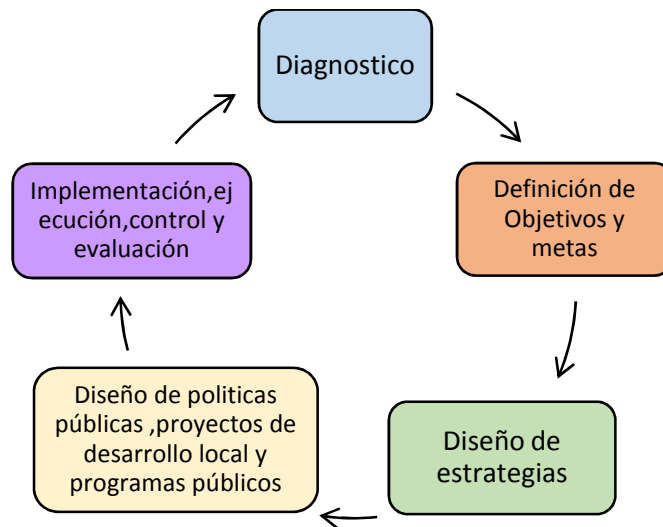 Diagnostico
Definición de
Objetivos y
metas
Diseño de
estrategias
Diseño de politicas
públicas ,proyectos de
desarrollo local y
programas públicos
Implementación,ej
ecución,control y
evaluación